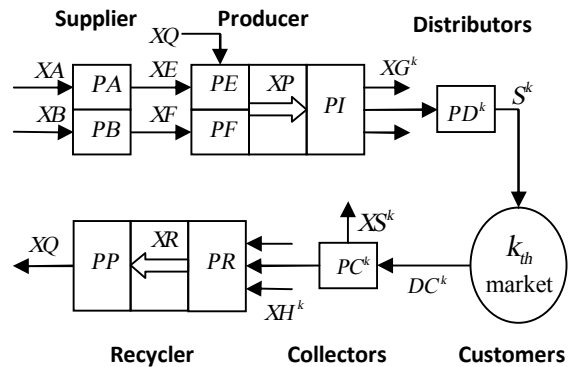 Supplier Producer Distributors
XQ
XA PA XE PE XP PI XG^k
XB PB XF PF PD^k S^k
XQ PP XR PR XS^k
PC^k DC^k k_th
market
XH^k
Recycler Collectors Customers